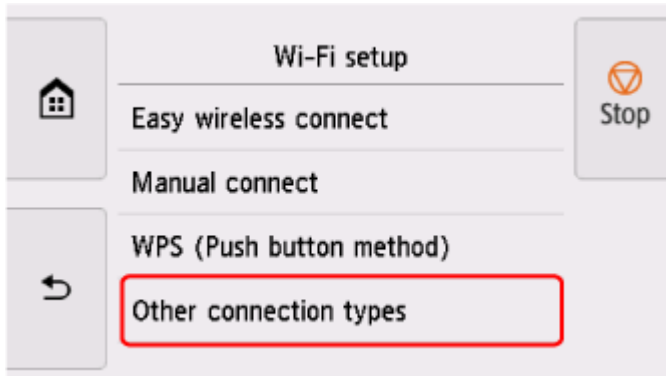 Wi-Fi setup
Stop
Easy wireless connect
Manual connect
WPS (Push button method)
Other connection types